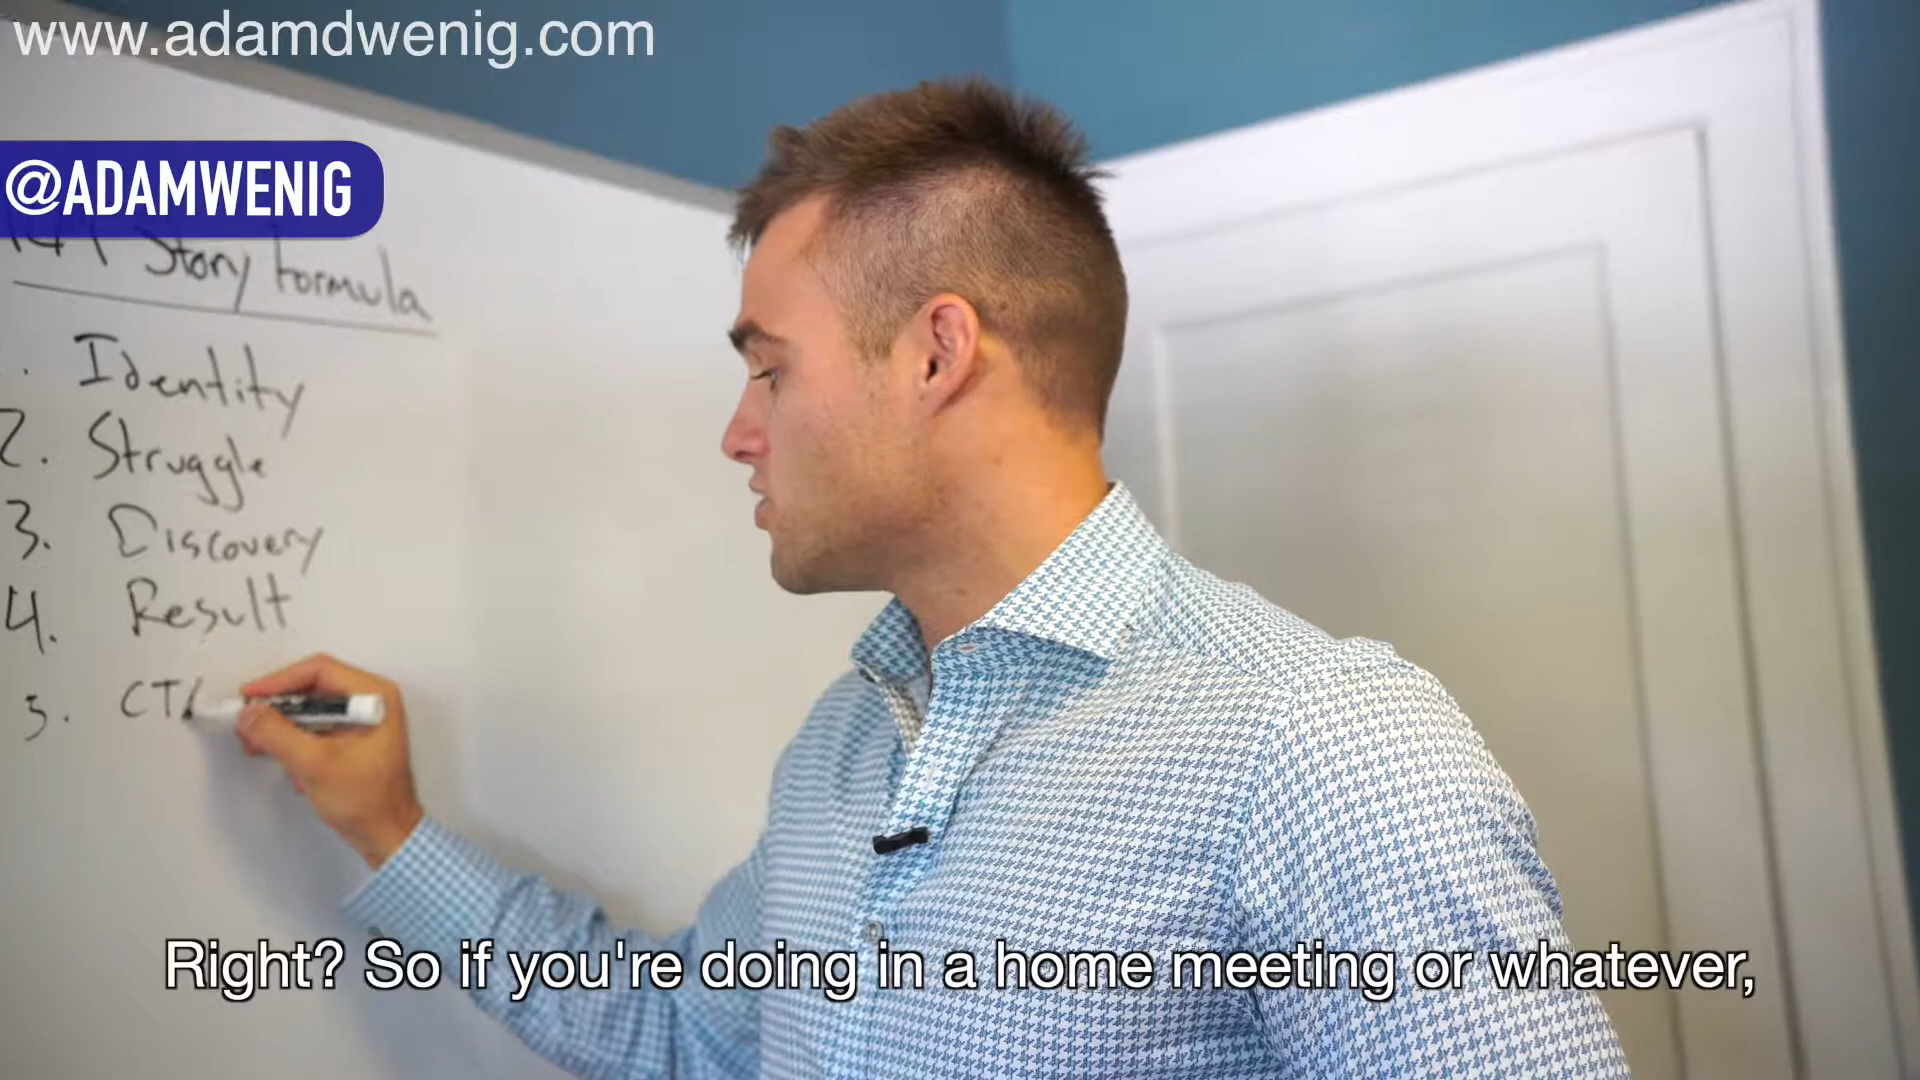 www.adamdwenig.com
@ADAMWENIG
Story Formula
Identity
2. Struggle
3. Discovery
4. Result
5. CTA
Right? So if you're doing in a home meeting or whatever,